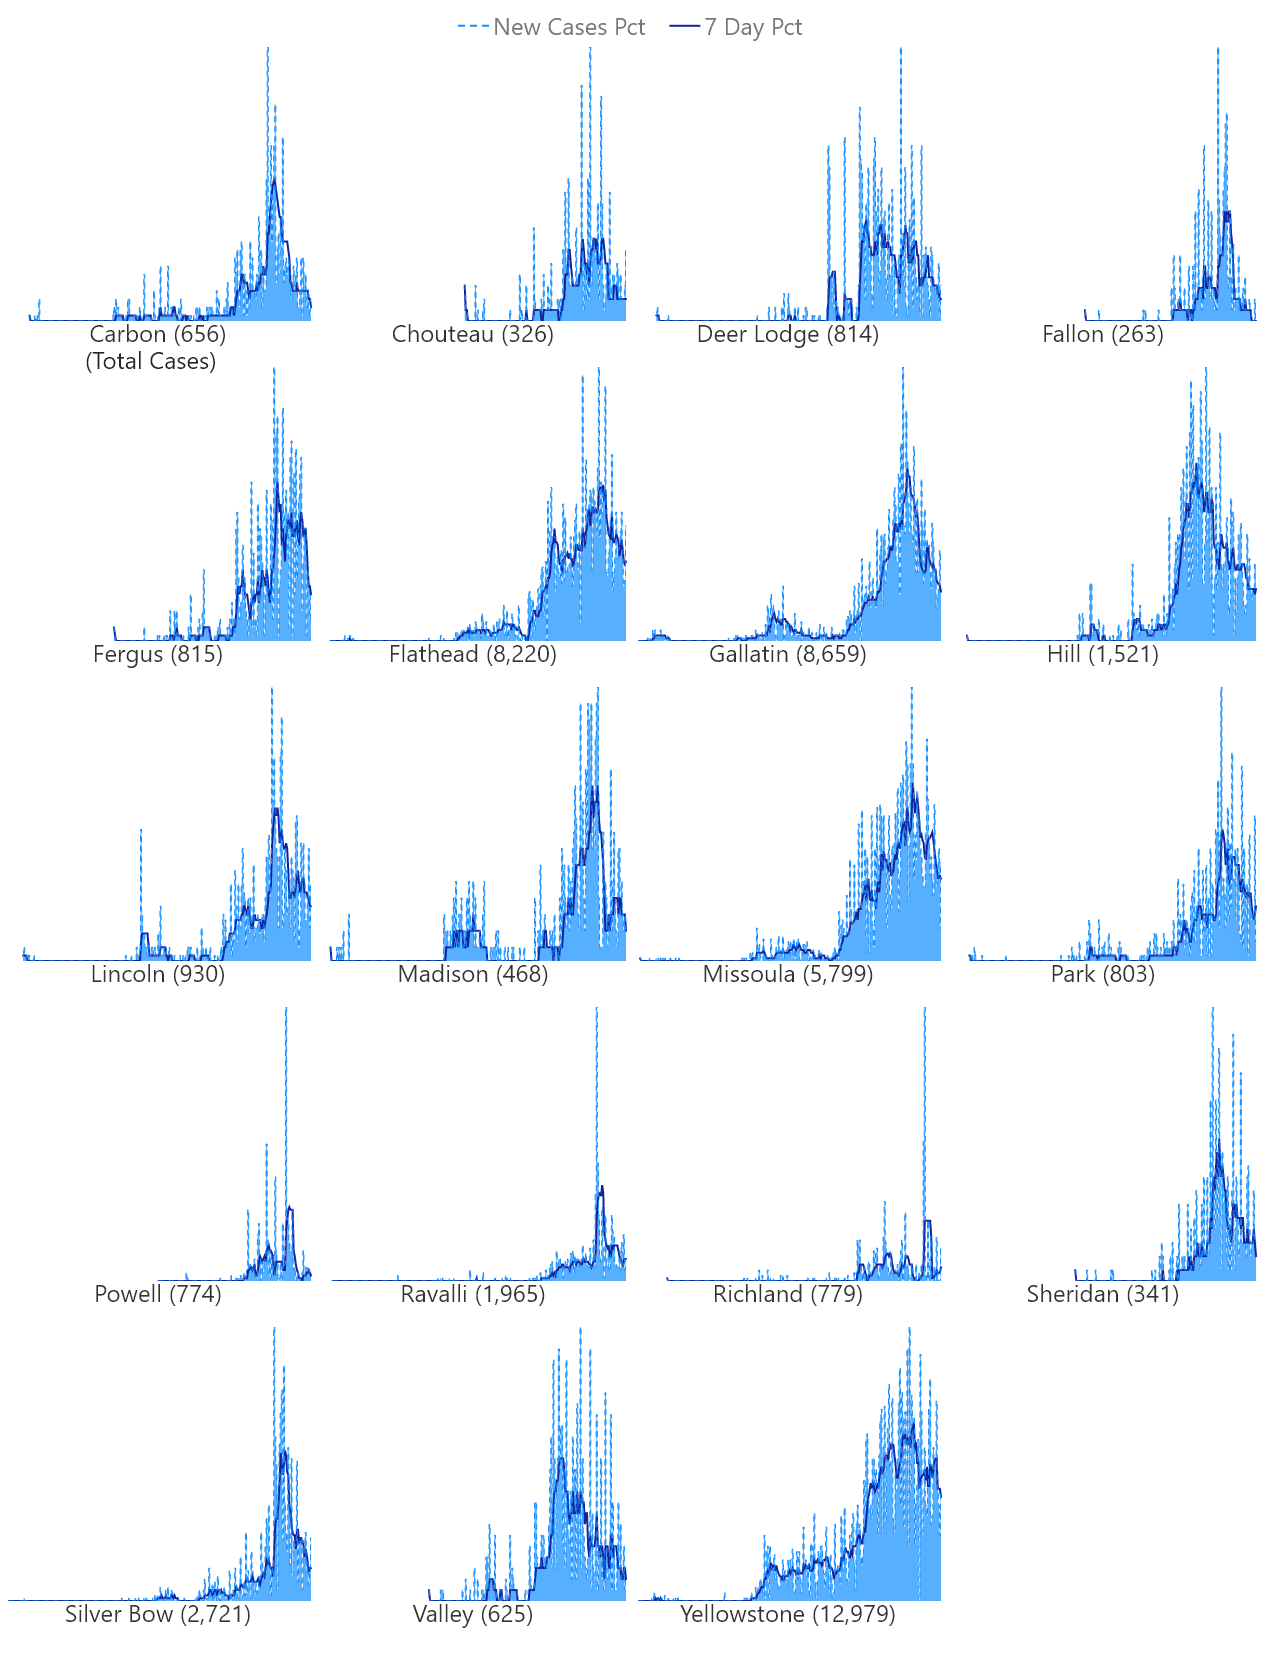 New Cases Pct 7 Day Pct
Carbon (656) Chouteau (326) Deer Lodge (814) Fallon (263)
(Total Cases)
Fergus (815) Flathead (8,220) Gallatin (8,659) Hill (1,521)
Lincoln (930) Madison (468) Missoula (5,799) Park (803)
Powell (774) Ravalli (1,965) Richland (779) Sheridan (341)
Silver Bow (2,721) Valley (625) Yellowstone (12,979)